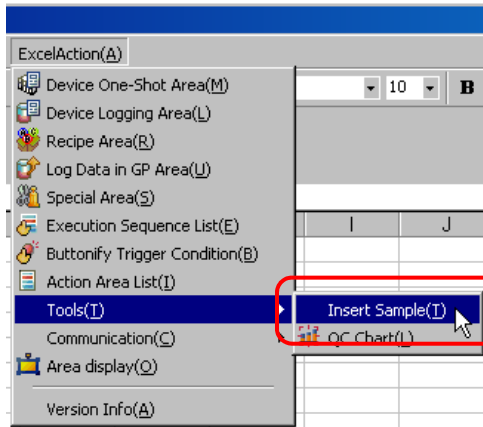 ExcelAction(A)
10 B
Device One-Shot Area(M)
Device Logging Area(L)
Recipe Area(R)
Log Data in GP Area(U)
Special Area(S)
Execution Sequence List(E)
I J
Buttonify Trigger Condition(B)
Action Area List(I)
Tools(T)
Insert Sample(T)
Communication(C)
QC Chart(L)
Area display(O)
Version Info(A)